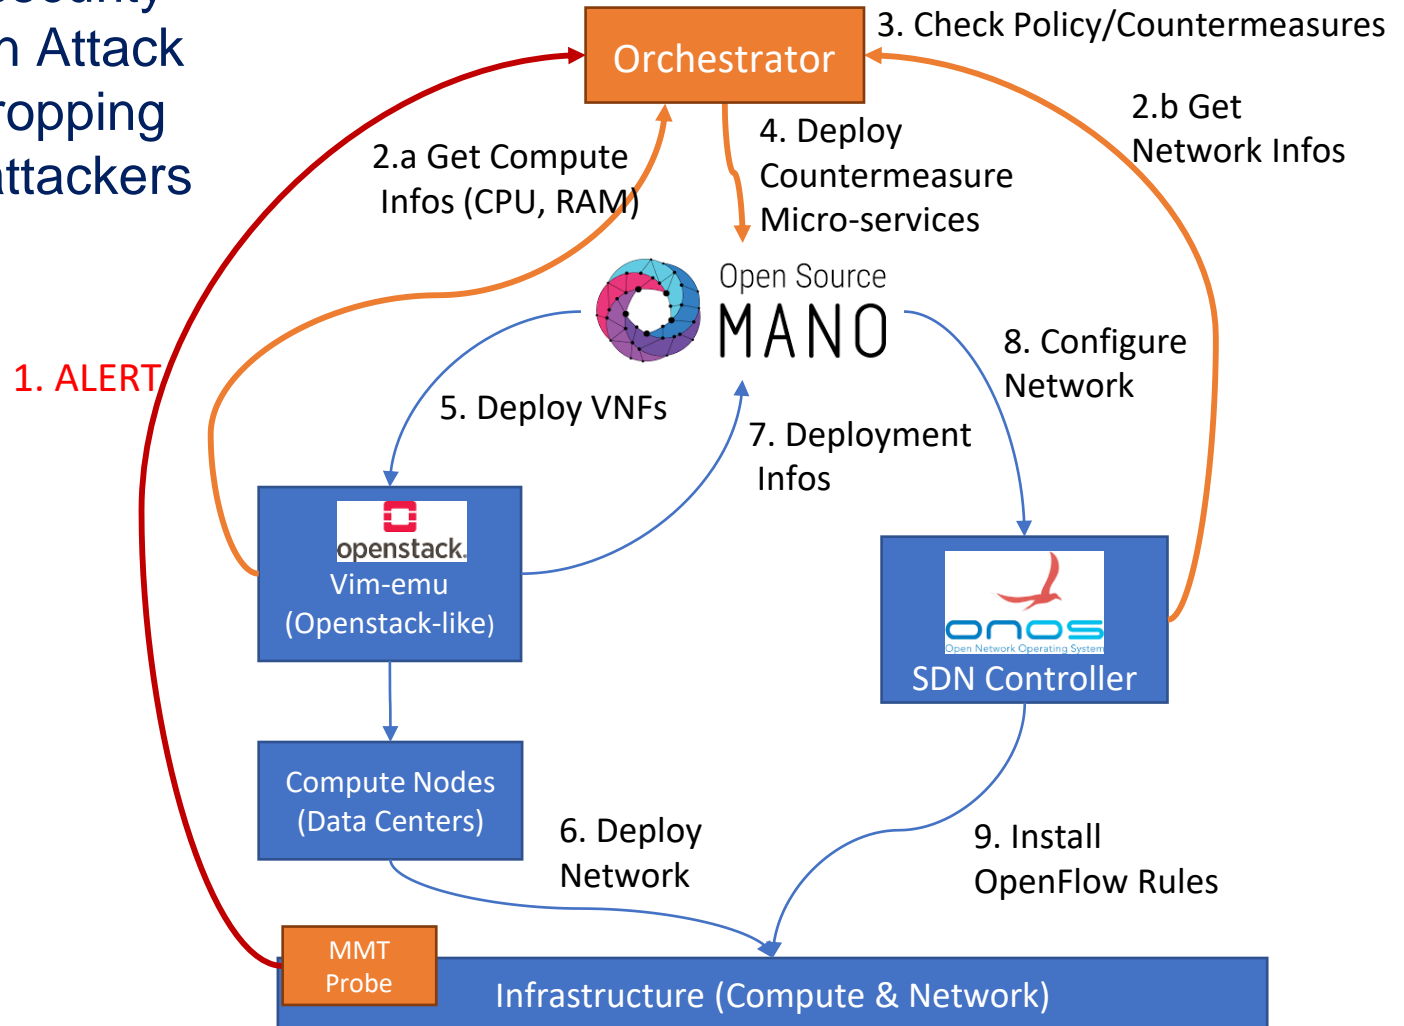 n Attack
ropping
attackers
Orchestrator
3. Check Policy/Countermeasures
2.a Get Compute
Infos (CPU, RAM)
4. Deploy
Countermeasure
Micro-services
2.b Get
Network Infos
Open Source
MANO
1. ALERT
5. Deploy VNFs
7. Deployment
Infos
8. Configure
Network
openstack.
Vim-emu
(Openstack-like)
onos
Open Network Operating System
SDN Controller
Compute Nodes
(Data Centers)
6. Deploy
Network
9. Install
OpenFlow Rules
MMT
Probe
Infrastructure (Compute & Network)